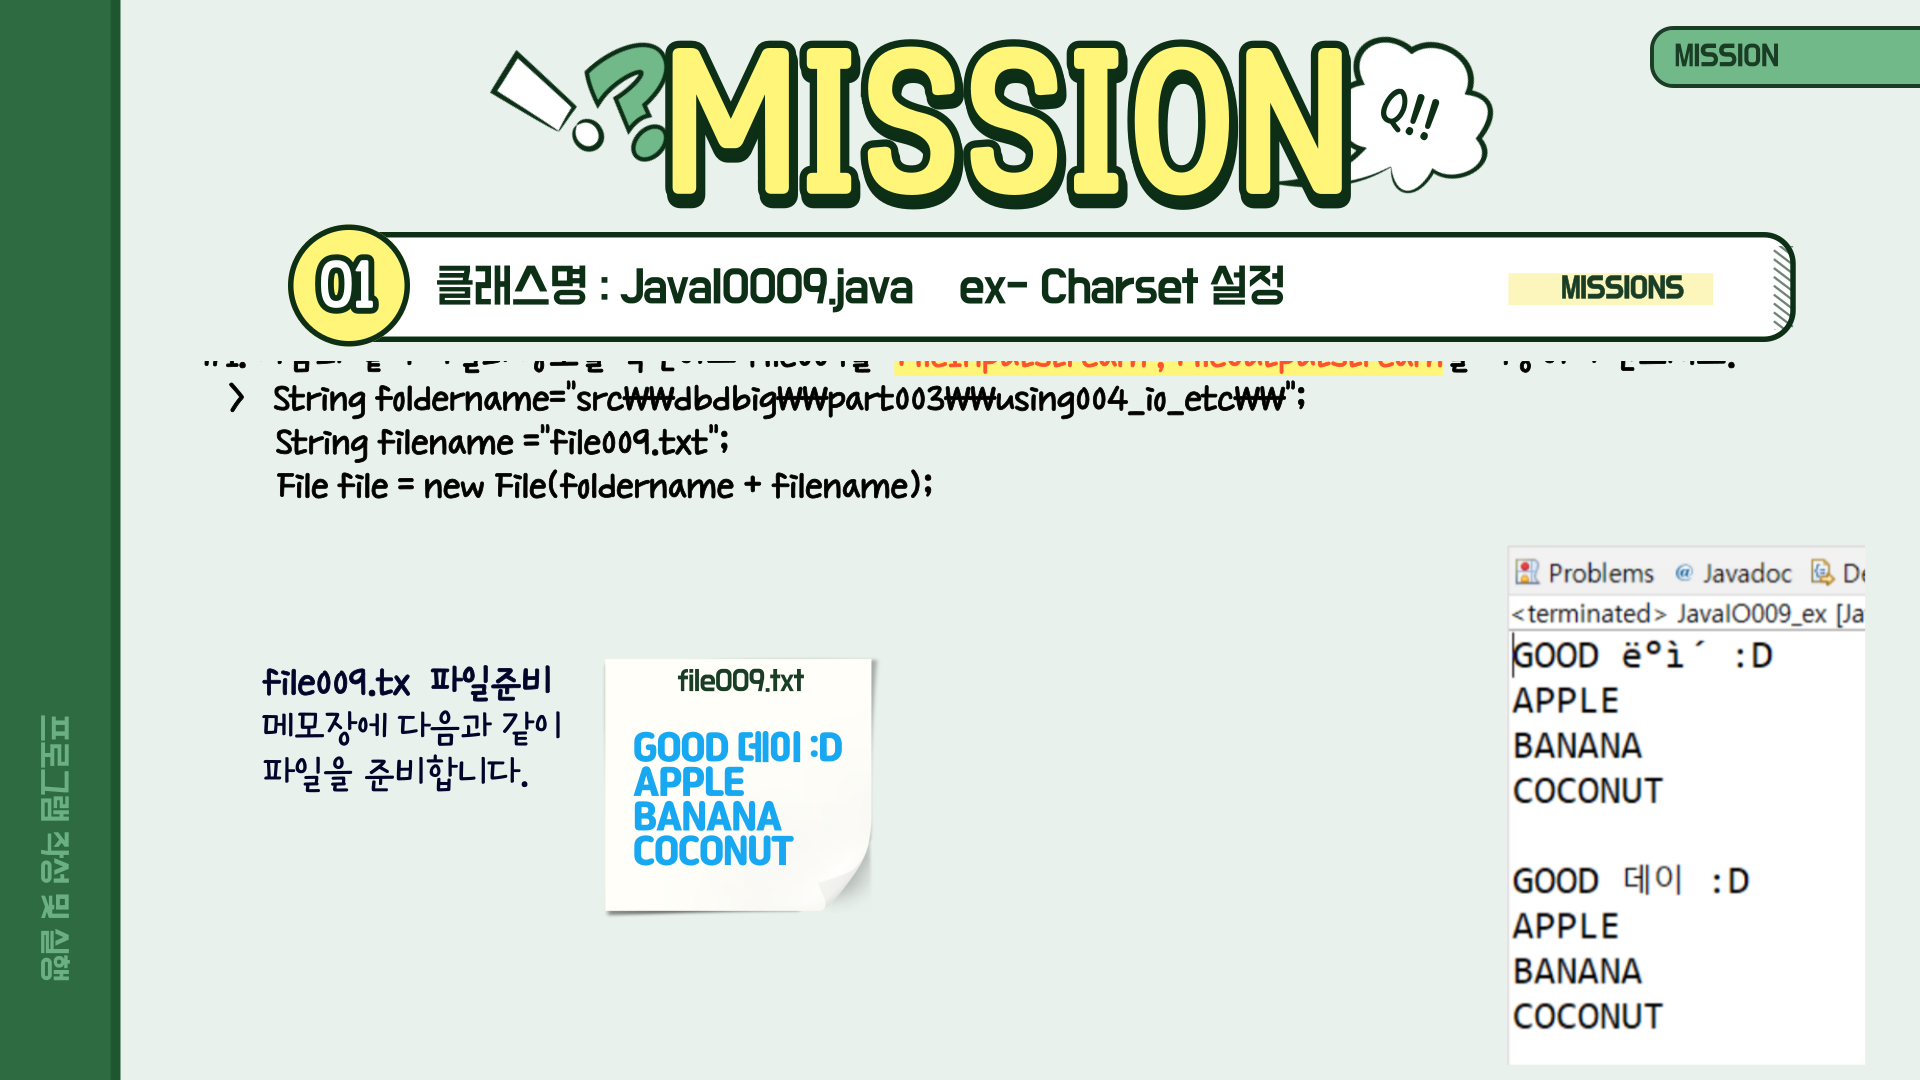 MISSION
MISSION
Q!!
01
클래스명 : JavaIO009.java ex- Charset 설정
MISSIONS
> String foldername="src₩₩dbdbig₩₩part003₩₩using004_io_etc₩₩";
String filename ="file009.txt";
File file = new File(foldername + filename);
file009.tx 파일준비
메모장에 다음과 같이
파일을 준비합니다.
file009.txt
GOOD 데이 :D
APPLE
BANANA
COCONUT
Problems @ Javadoc De
<terminated> JavaIO009_ex [Ja
GOOD ë°ì´ :D
APPLE
BANANA
COCONUT
GOOD 데이 :D
APPLE
BANANA
COCONUT
프로그램 작성 및 실행